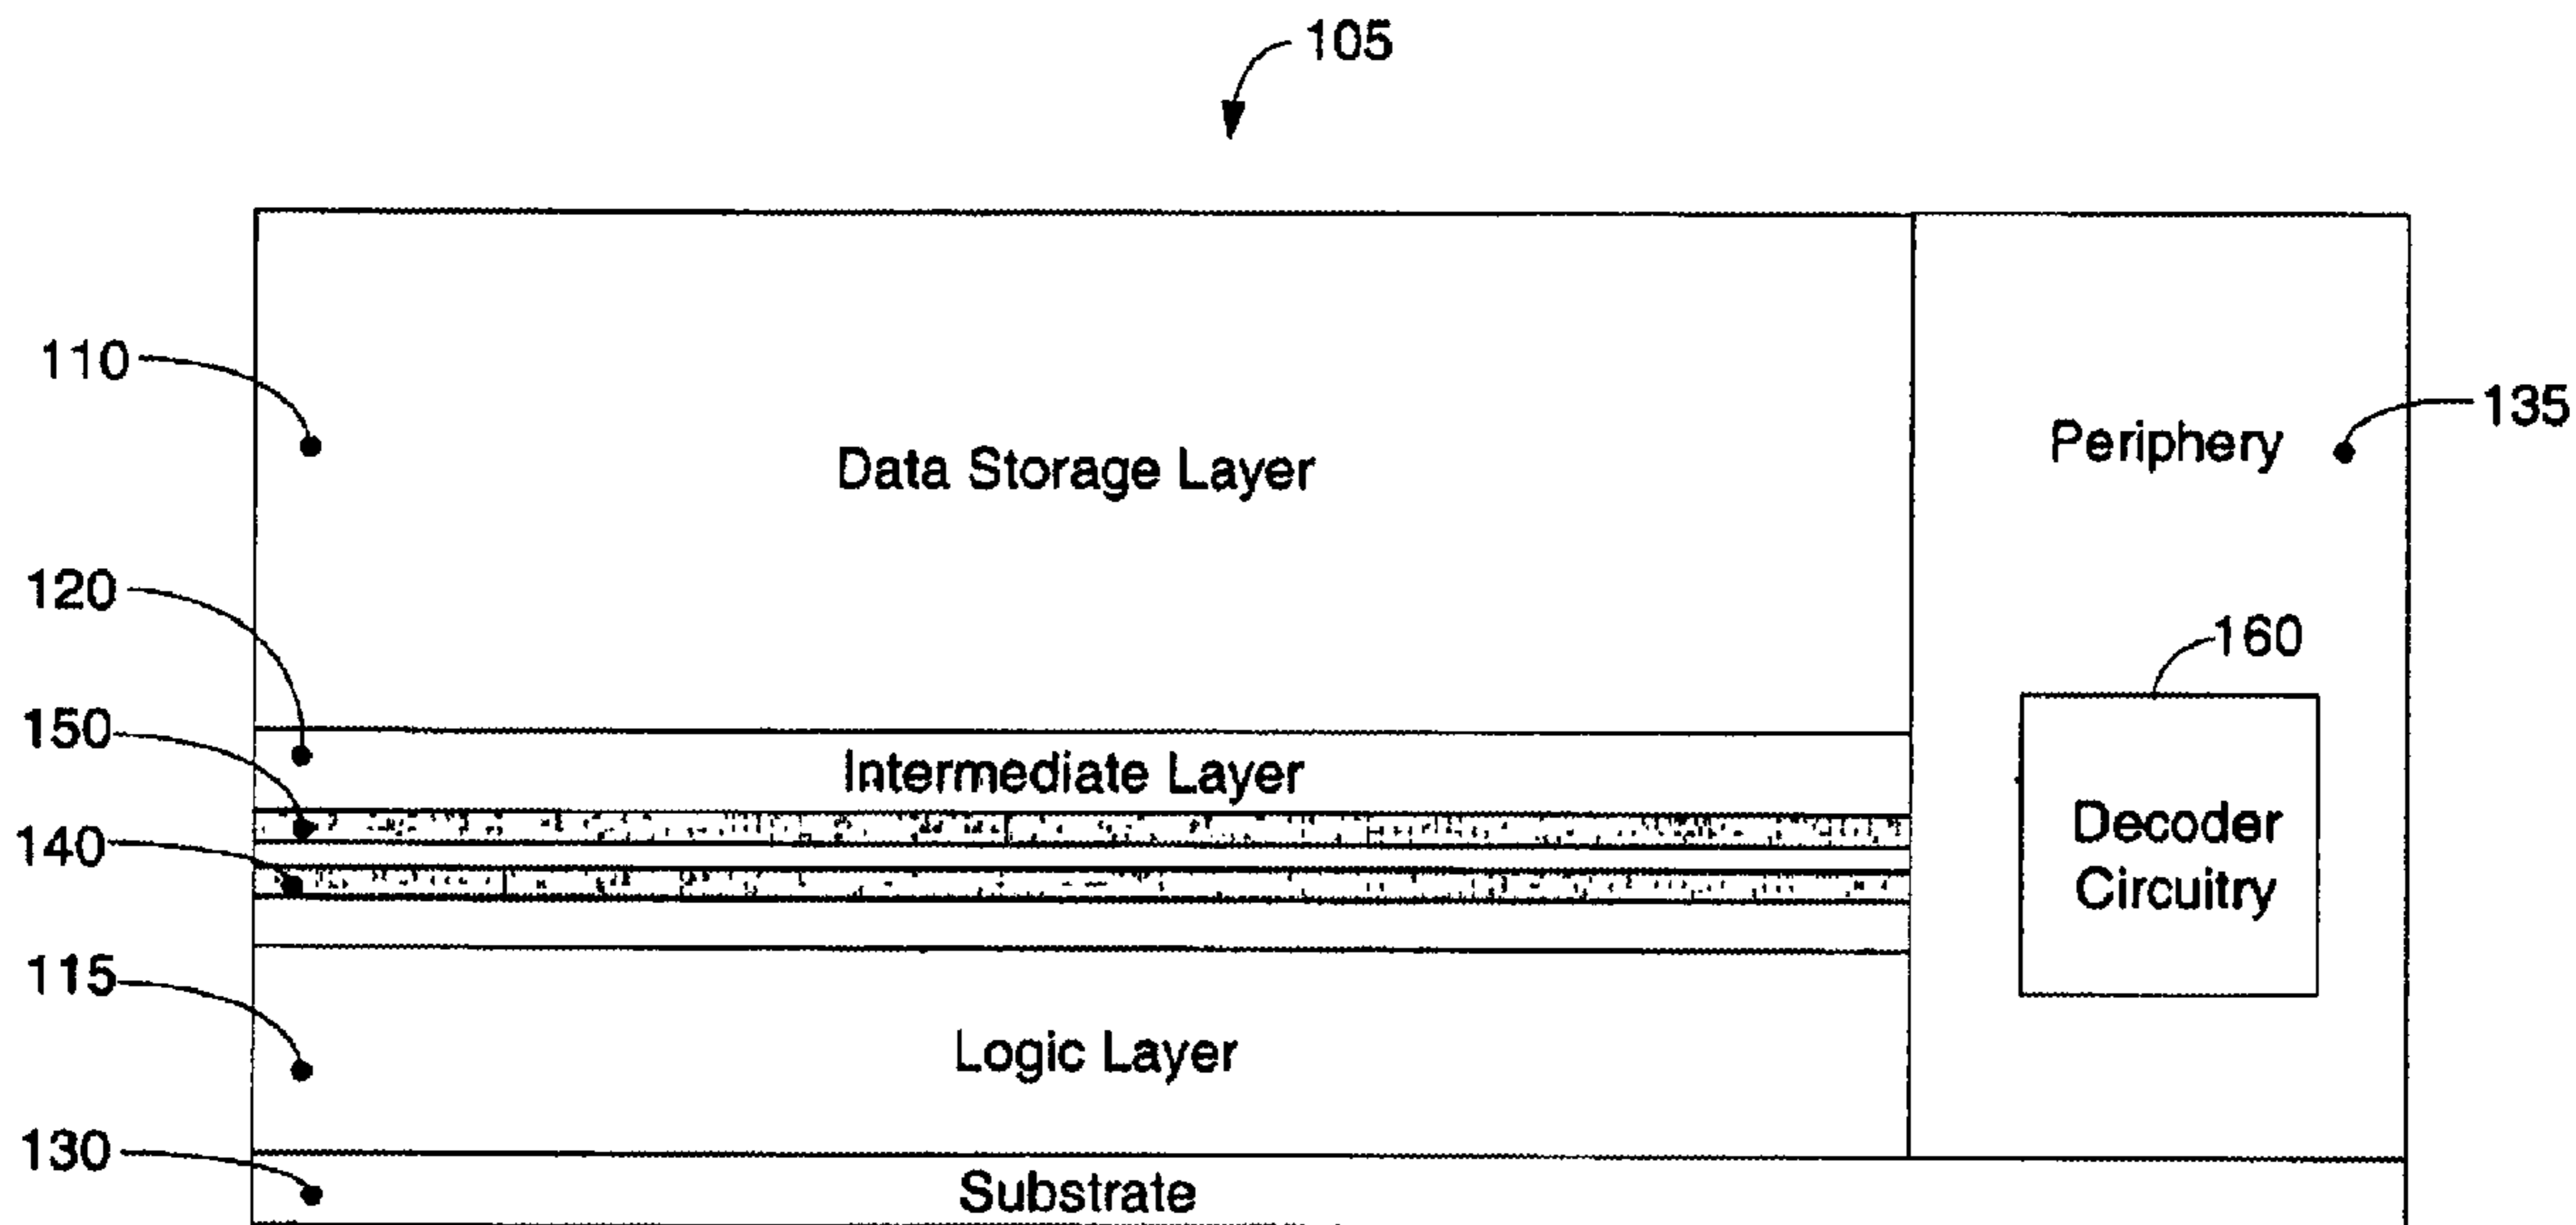 105
110
Data Storage Layer
Periphery
135
120
160
150
Intermediate Layer
140
Decoder
Circuitry
115
Logic Layer
130
Substrate